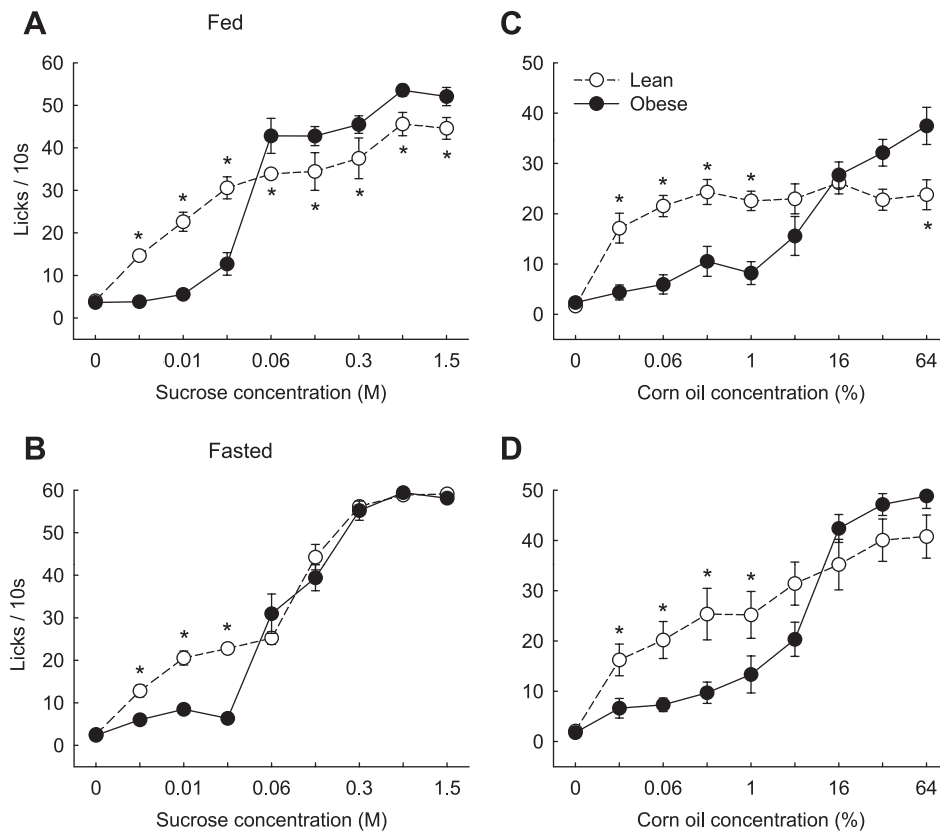 A
Fed
60
50
40
30
20
10
0
Licks / 10s
* * * * * * * *
0 0.01 0.06 0.3 1.5
Sucrose concentration (M)
C
50
40
30
20
10
0
Lean
Obese
* * * * *
0 0.06 1 16 64
Corn oil concentration (%)
B
Fasted
60
50
40
30
20
10
0
Licks / 10s
* * *
0 0.01 0.06 0.3 1.5
Sucrose concentration (M)
D
50
40
30
20
10
0
* * * *
0 0.06 1 16 64
Corn oil concentration (%)